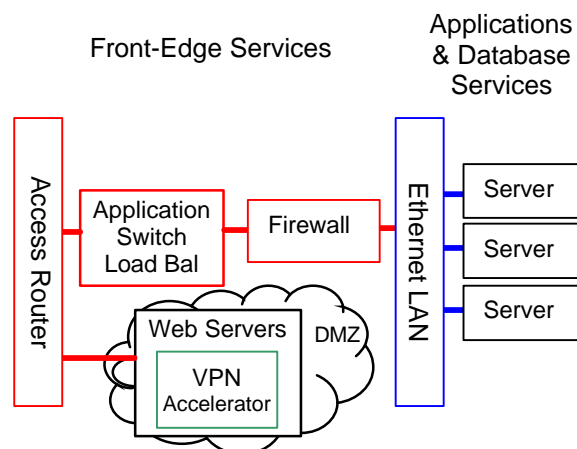 Front-Edge Services
Applications
& Database
Services
Access Router
Application
Switch
Load Bal
Firewall
Ethernet LAN
Server
Server
Server
Web Servers
DMZ
VPN
Accelerator